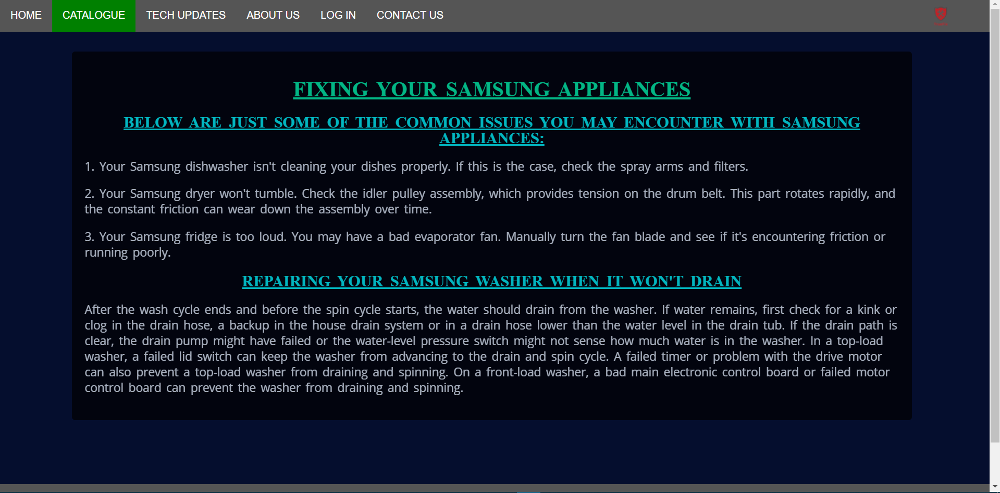 HOME CATALOGUE TECH UPDATES ABOUT US LOG IN CONTACT US
FIXING YOUR SAMSUNG APPLIANCES
BELOW ARE JUST SOME OF THE COMMON ISSUES YOU MAY ENCOUNTER WITH SAMSUNG
APPLIANCES:
1. Your Samsung dishwasher isn't cleaning your dishes properly. If this is the case, check the spray arms and filters.
2. Your Samsung dryer won't tumble. Check the idler pulley assembly, which provides tension on the drum belt. This part rotates rapidly, and
the constant friction can wear down the assembly over time.
3. Your Samsung fridge is too loud. You may have a bad evaporator fan. Manually turn the fan blade and see if it's encountering friction or
running poorly.
REPAIRING YOUR SAMSUNG WASHER WHEN IT WON'T DRAIN
After the wash cycle ends and before the spin cycle starts, the water should drain from the washer. If water remains, first check for a kink or
clog in the drain hose, a backup in the house drain system or in a drain hose lower than the water level in the drain tub. If the drain path is
clear, the drain pump might have failed or the water-level pressure switch might not sense how much water is in the washer. In a top-load
washer, a failed lid switch can keep the washer from advancing to the drain and spin cycle. A failed timer or problem with the drive motor
can also prevent a top-load washer from draining and spinning. On a front-load washer, a bad main electronic control board or failed motor
control board can prevent the washer from draining and spinning.